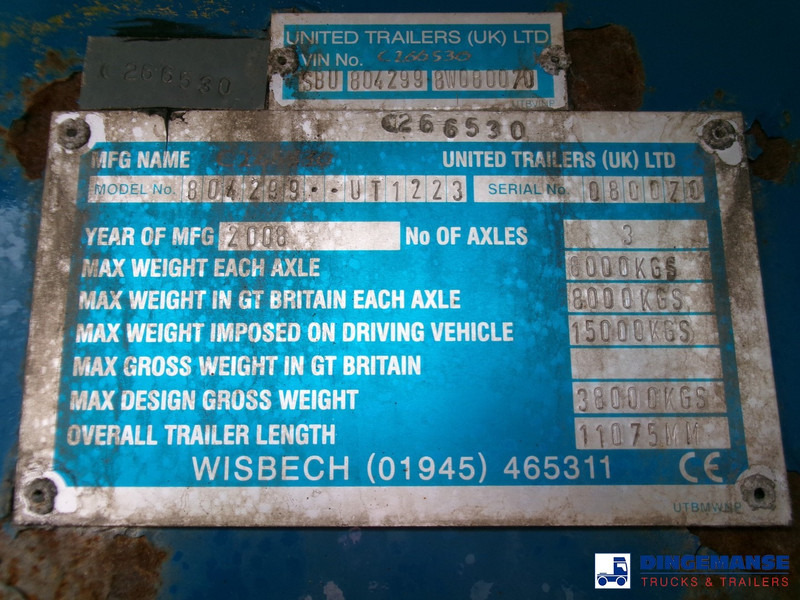 C266530
UNITED TRAILERS (UK) LTD
VIN No. C266530
SBU 804299 8W080070
C266530
MFG NAME UNITED TRAILERS (UK) LTD
MODEL No. 804299--UT1223 SERIAL No. 080070
YEAR OF MFG 2008 No OF AXLES 3
MAX WEIGHT EACH AXLE 8000KGS
MAX WEIGHT IN GT BRITAIN EACH AXLE 8000KGS
MAX WEIGHT IMPOSED ON DRIVING VEHICLE 15000KGS
MAX GROSS WEIGHT IN GT BRITAIN
MAX DESIGN GROSS WEIGHT 38000KGS
OVERALL TRAILER LENGTH 11075MM
WISBECH (01945) 465311 CE
UTBMWNP
DINGEMANSE
TRUCKS & TRAILERS